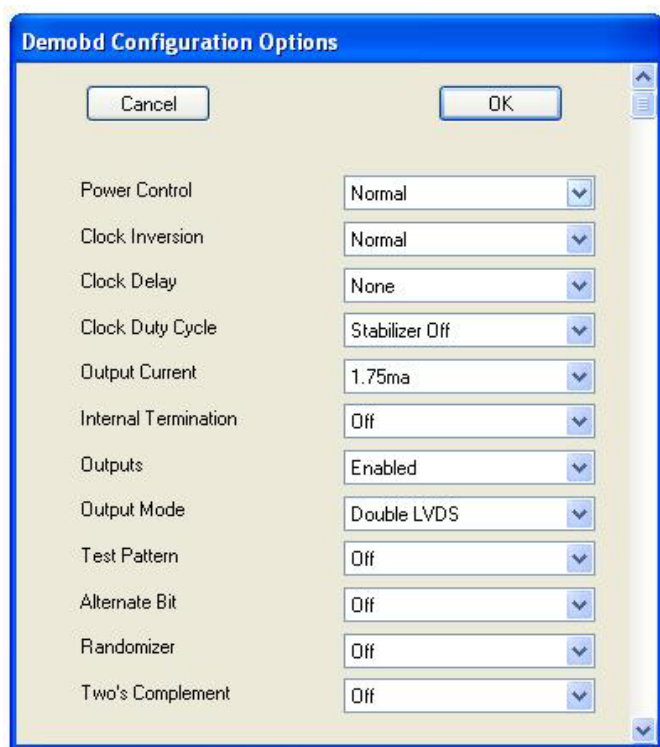 Demobd Configuration Options
Cancel OK
Power Control Normal
Clock Inversion Normal
Clock Delay None
Clock Duty Cycle Stabilizer Off
Output Current 1.75ma
Internal Termination Off
Outputs Enabled
Output Mode Double LVDS
Test Pattern Off
Alternate Bit Off
Randomizer Off
Two's Complement Off